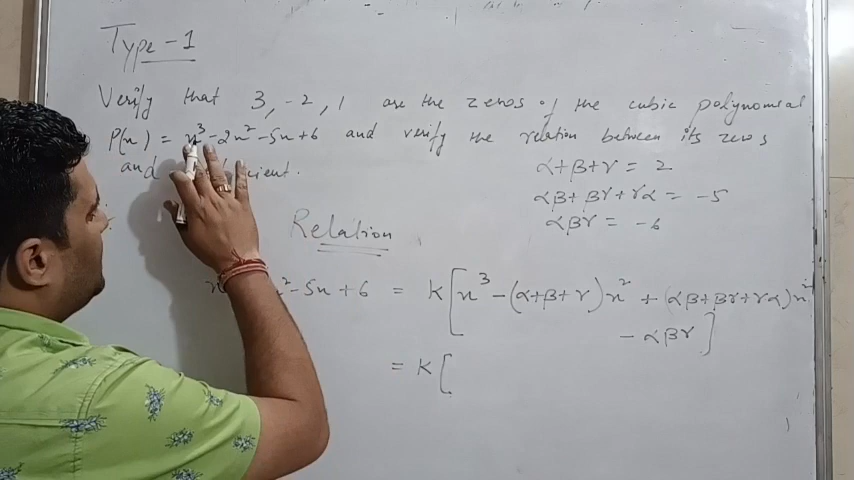 Type-1
Verify that 3, -2, 1 are the zeros of the cubic polynomial
P(x) = x³-2x²-5x+6 and verify the relation between its zeros
and
α+β+γ = 2
αβ+βγ+γα = -5
αβγ = -6
Relation
-5x+6 = K[x³-(α+β+γ)x² + (αβ+βγ+γα)x
-αβγ]
= K[